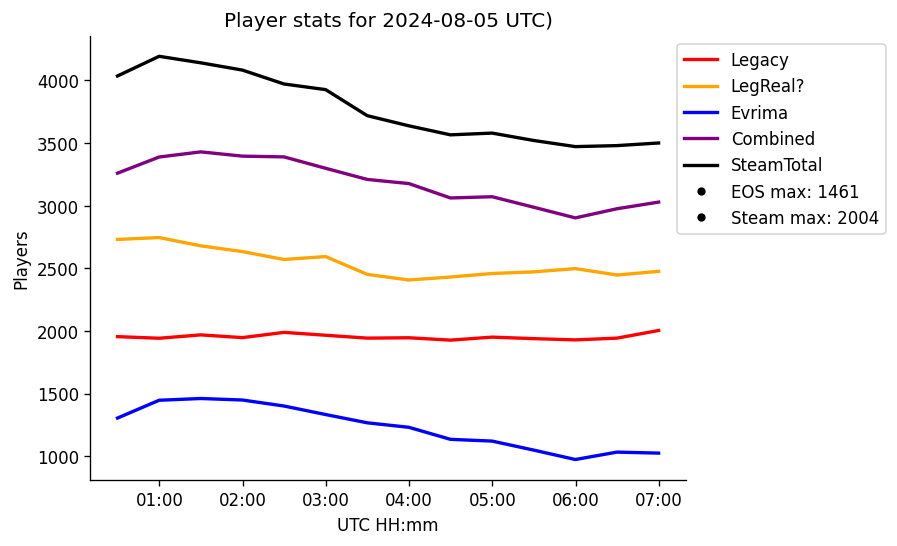 Player stats for 2024-08-05 UTC)
Players
4000
3500
3000
2500
2000
1500
1000
01:00
02:00
03:00
04:00
05:00
06:00
07:00
UTC HH:mm
Legacy
LegReal?
Evrima
Combined
SteamTotal
EOS max: 1461
Steam max: 2004